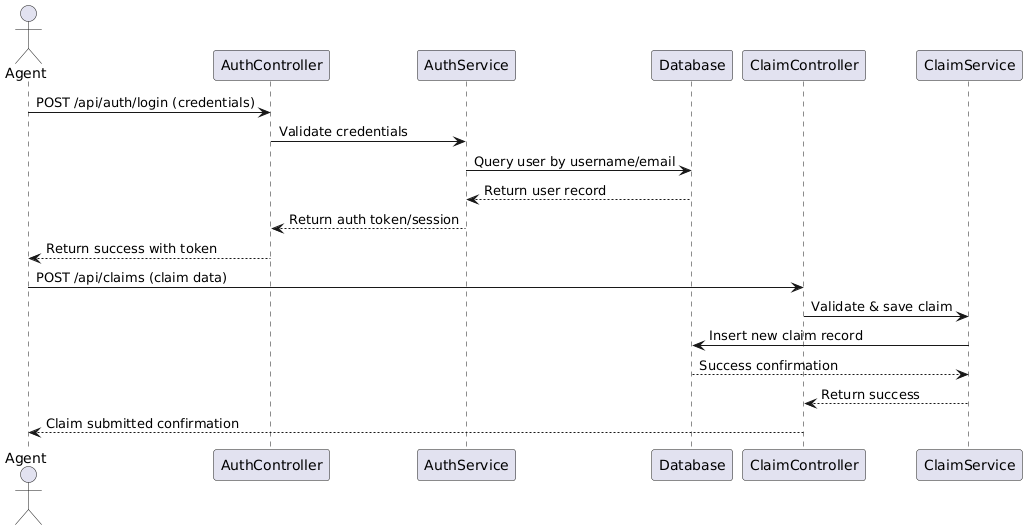 Agent
AuthController
AuthService
Database
ClaimController
ClaimService
POST /api/auth/login (credentials)
Validate credentials
Query user by username/email
Return user record
Return auth token/session
Return success with token
POST /api/claims (claim data)
Validate & save claim
Insert new claim record
Success confirmation
Return success
Claim submitted confirmation
Agent
AuthController
AuthService
Database
ClaimController
ClaimService